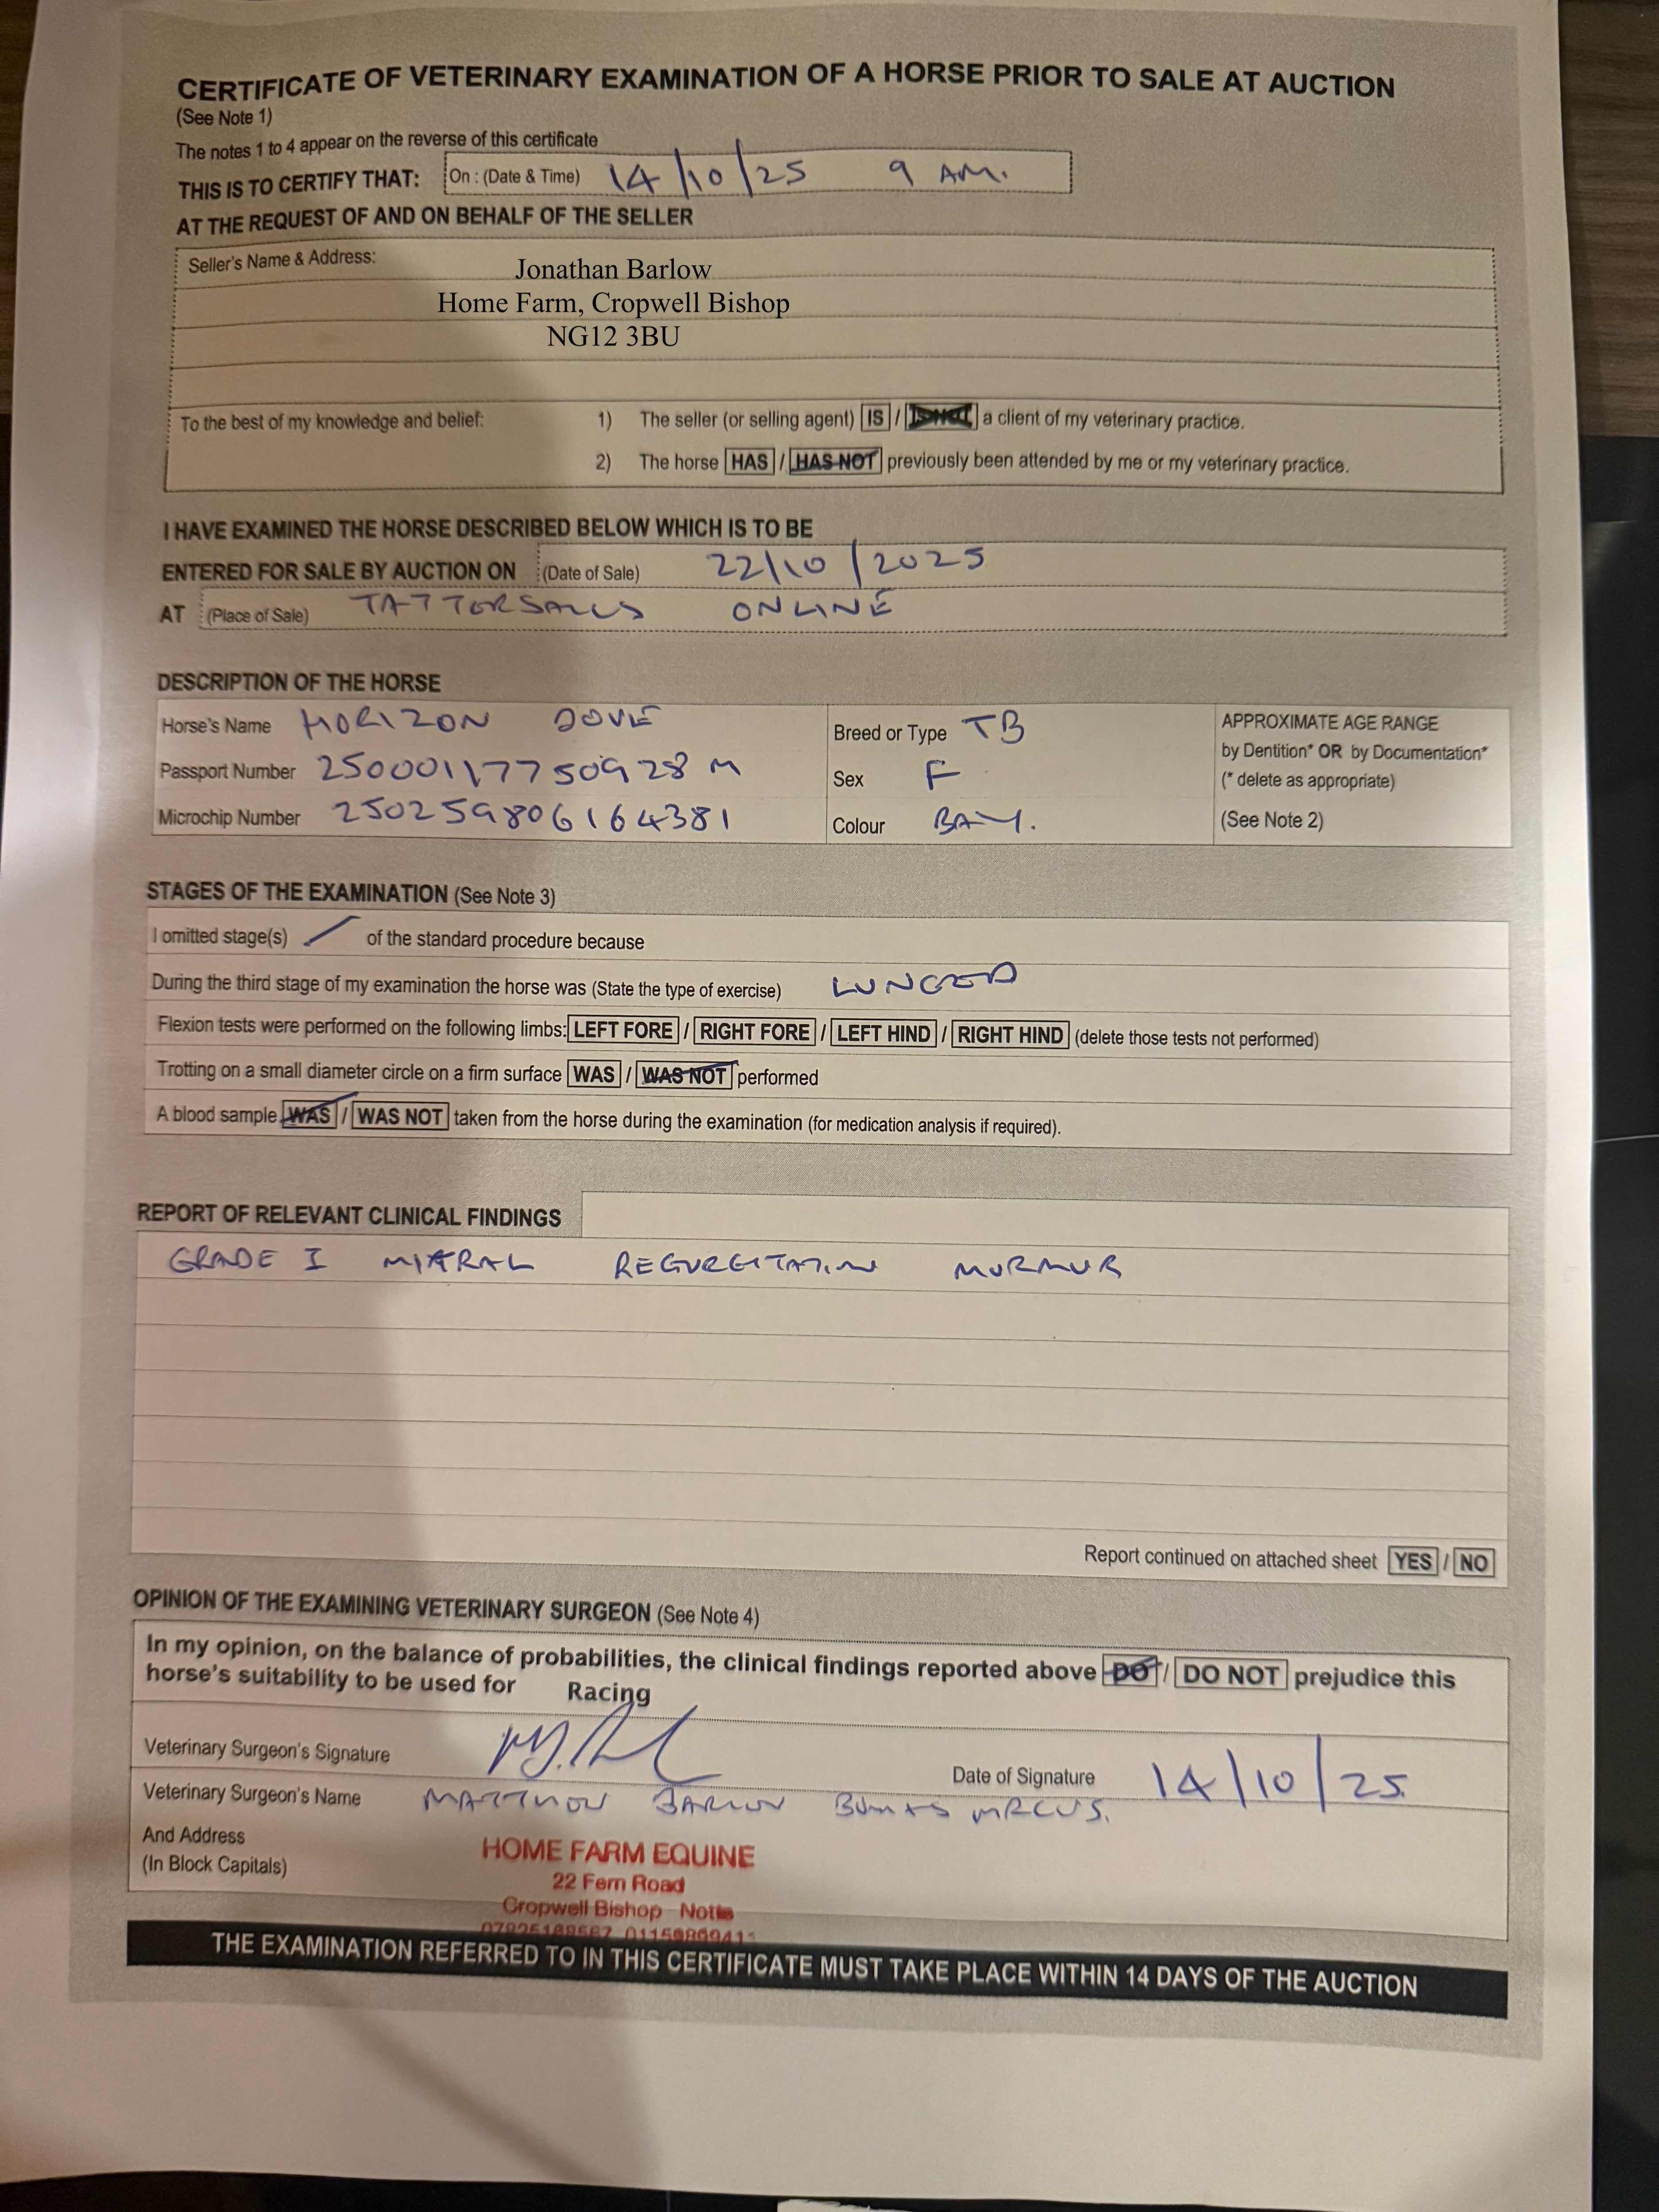 CERTIFICATE OF VETERINARY EXAMINATION OF A HORSE PRIOR TO SALE AT AUCTION
(See Note 1)
The notes 1 to 4 appear on the reverse of this certificate
THIS IS TO CERTIFY THAT: On : (Date & Time) 14/10/25 9 AM.
AT THE REQUEST OF AND ON BEHALF OF THE SELLER
Seller's Name & Address:
Jonathan Barlow
Home Farm, Cropwell Bishop
NG12 3BU
To the best of my knowledge and belief: 1) The seller (or selling agent) IS / IS NOT a client of my veterinary practice.
2) The horse HAS / HAS NOT previously been attended by me or my veterinary practice.
I HAVE EXAMINED THE HORSE DESCRIBED BELOW WHICH IS TO BE
ENTERED FOR SALE BY AUCTION ON (Date of Sale) 22/10/2025
AT (Place of Sale) TATTERSALLS ONLINE
DESCRIPTION OF THE HORSE
Horse's Name HORIZON DOVE Breed or Type TB APPROXIMATE AGE RANGE
by Dentition* OR by Documentation*
Passport Number 25000117750928 M Sex F (* delete as appropriate)
Microchip Number 250259806164381 Colour BAY. (See Note 2)
STAGES OF THE EXAMINATION (See Note 3)
I omitted stage(s) / of the standard procedure because
During the third stage of my examination the horse was (State the type of exercise) LUNGED
Flexion tests were performed on the following limbs: LEFT FORE / RIGHT FORE / LEFT HIND / RIGHT HIND (delete those tests not performed)
Trotting on a small diameter circle on a firm surface WAS / WAS NOT performed
A blood sample WAS / WAS NOT taken from the horse during the examination (for medication analysis if required).
REPORT OF RELEVANT CLINICAL FINDINGS
GRADE I MITRAL REGURGITATION MURMUR
Report continued on attached sheet YES / NO
OPINION OF THE EXAMINING VETERINARY SURGEON (See Note 4)
In my opinion, on the balance of probabilities, the clinical findings reported above DO / DO NOT prejudice this
horse's suitability to be used for Racing
Veterinary Surgeon's Signature Date of Signature 14/10/25.
Veterinary Surgeon's Name MATTHEW BARLOW MRCVS.
And Address
(In Block Capitals)
HOME FARM EQUINE
22 Fern Road
Cropwell Bishop Notts
THE EXAMINATION REFERRED TO IN THIS CERTIFICATE MUST TAKE PLACE WITHIN 14 DAYS OF THE AUCTION